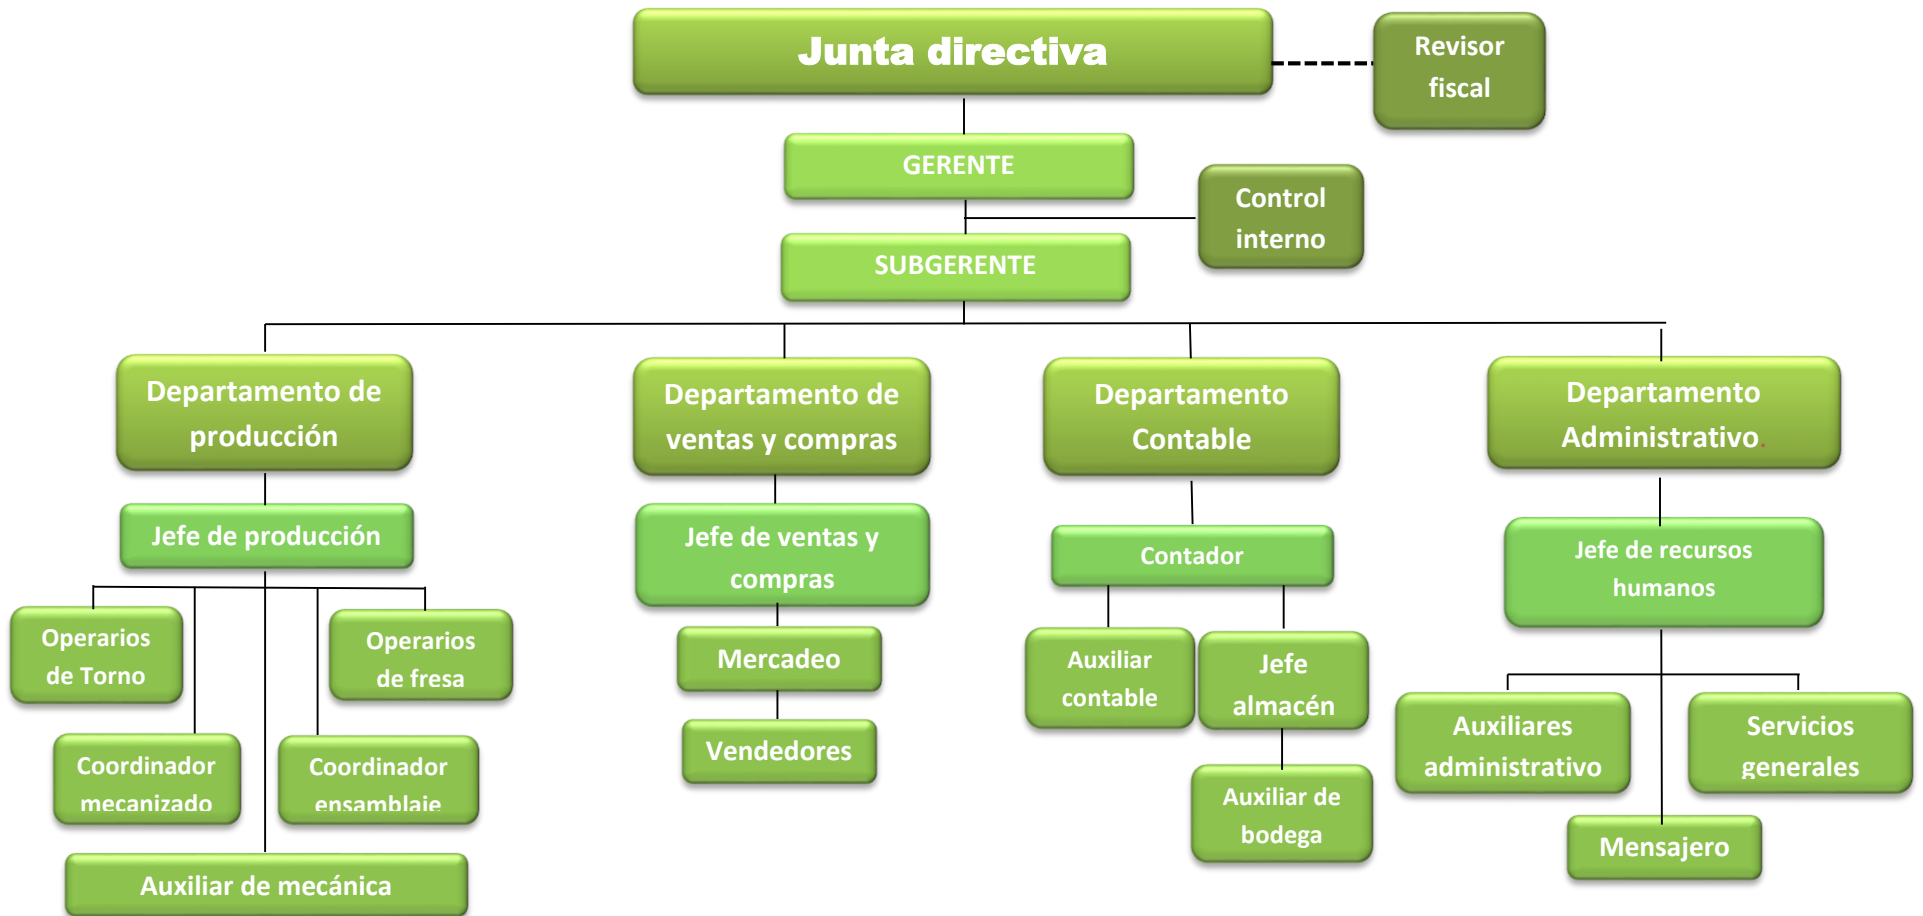 Junta directiva
Revisor
fiscal
GERENTE
Control
interno
SUBGERENTE
Departamento de
producción
Departamento de
ventas y compras
Departamento
Contable
Departamento
Administrativo.
Jefe de producción
Jefe de ventas y
compras
Contador
Jefe de recursos
humanos
Operarios
de Torno
Operarios
de fresa
Mercadeo
Auxiliar
contable
Jefe
almacén
Coordinador
mecanizado
Coordinador
ensamblaje
Vendedores
Auxiliares
administrativo
Servicios
generales
Auxiliar de
bodega
Mensajero
Auxiliar de mecánica